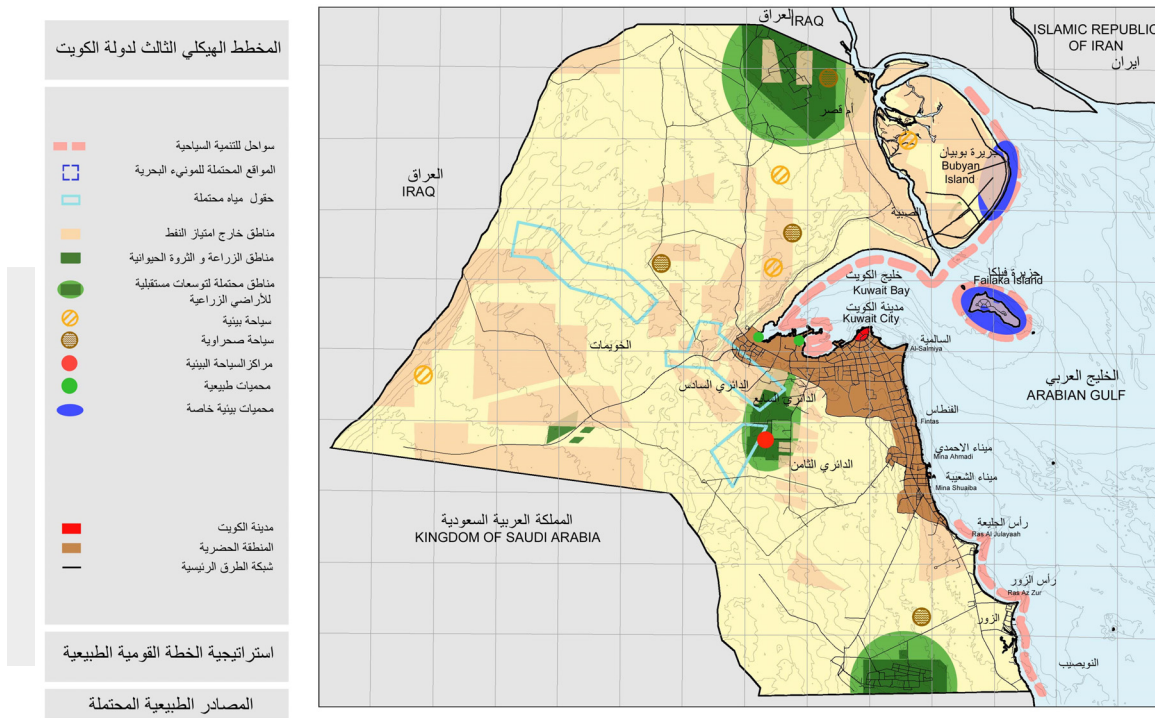 المخطط الهيكلي الثالث لدولة الكويت
سواحل للتنمية السياحية
المواقع المحتملة للمونيء البحرية
حقول مياه محتملة
مناطق خارج امتياز النفط
مناطق الزراعة و الثروة الحيوانية
مناطق محتملة لتوسعات مستقبلية
للأراضي الزراعية
سياحة بيئية
سياحة صحراوية
مراكز السياحة البيئية
محميات طبيعية
محميات بيئية خاصة
مدينة الكويت
المنطقة الحضرية
شبكة الطرق الرئيسية
استراتيجية الخطة القومية الطبيعية
المصادر الطبيعية المحتملة
العراق
IRAQ
ISLAMIC REPUBLIC
OF IRAN
ايران
أم قصر
العراق
IRAQ
جزيرة بوبيان
Bubyan
Island
الصبية
خليج الكويت
Kuwait Bay
جزيرة فيلكا
Failaka Island
مدينة الكويت
Kuwait City
السالمية
Al-Salmiya
الخويمات
الدائري السادس
الدائري السابع
الخليج العربي
ARABIAN GULF
الفنطاس
Fintas
ميناء الاحمدي
Mina Ahmadi
الدائري الثامن
ميناء الشعيبة
Mina Shuaiba
المملكة العربية السعودية
KINGDOM OF SAUDI ARABIA
رأس الجليعة
Ras Al Julayaah
رأس الزور
Ras Az Zur
الزور
النويصيب